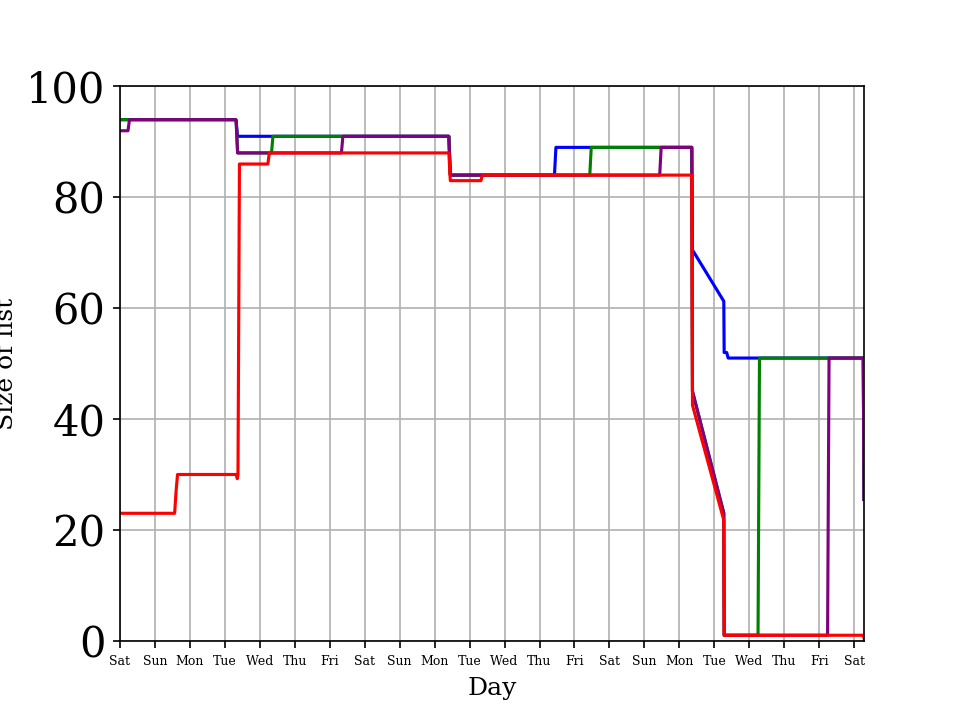 100
80
60
40
20
0
Size of list
Sat Sun Mon Tue Wed Thu Fri Sat Sun Mon Tue Wed Thu Fri Sat Sun Mon Tue Wed Thu Fri Sat
Day